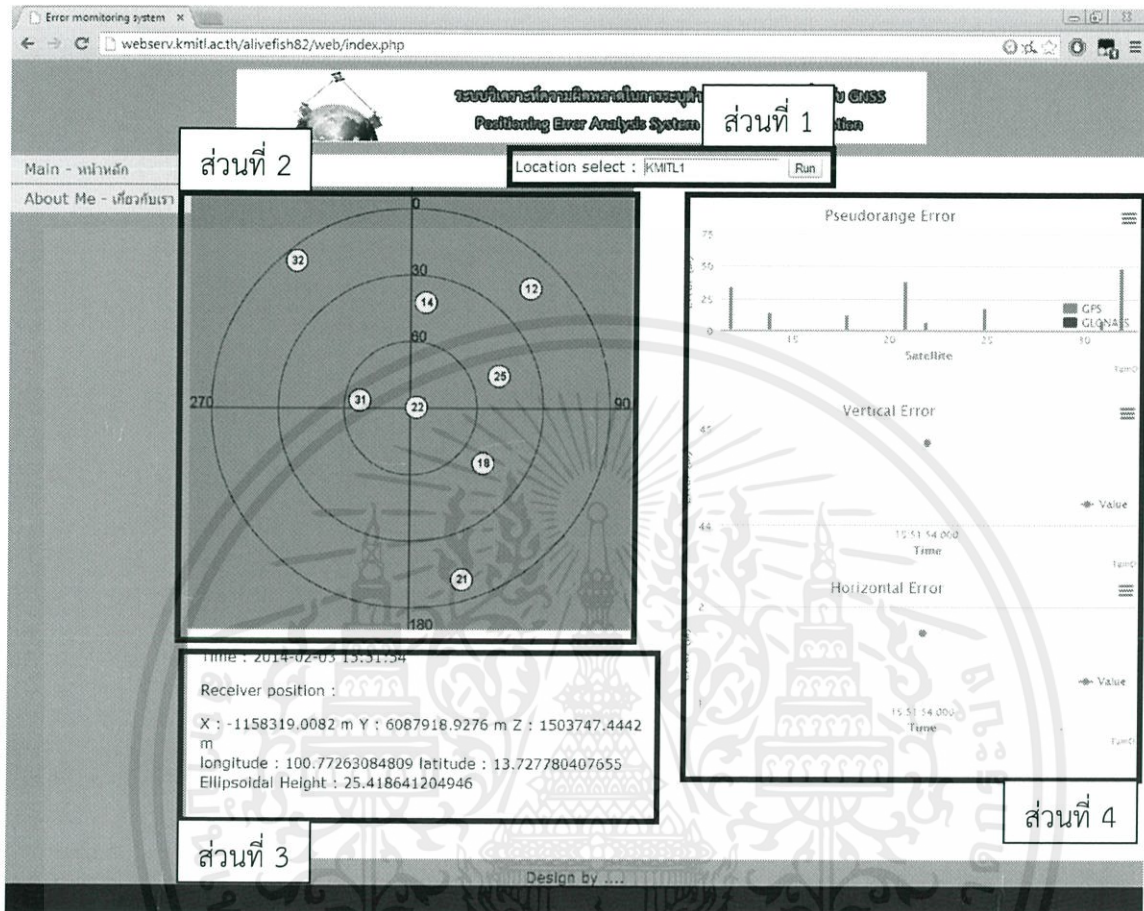 Error momitoring system ×
webserv.kmitl.ac.th/alivefish82/web/index.php
ระบบวิเคราะห์ความผิดพลาดในการระบุตำ GNSS
Positioning Error Analysis System
ส่วนที่ 1
ส่วนที่ 2
Main - หน้าหลัก
Location select : KMITL1 Run
About Me - เกี่ยวกับเรา
0
30
60
90
180
270
32
12
14
25
31
22
18
21
Pseudorange Error
75
50
25
0
GPS
GLONASS
15 20 25 30
Satellite
Vertical Error
45
Value
44
15:51:54.000
Time
Horizontal Error
2
Value
1
15:51:54.000
Time
Time : 2014-02-03 15:51:54
Receiver position :
X : -1158319.0082 m Y : 6087918.9276 m Z : 1503747.4442
m
longitude : 100.77263084809 latitude : 13.727780407655
Ellipsoidal Height : 25.418641204946
ส่วนที่ 4
ส่วนที่ 3
Design by ....